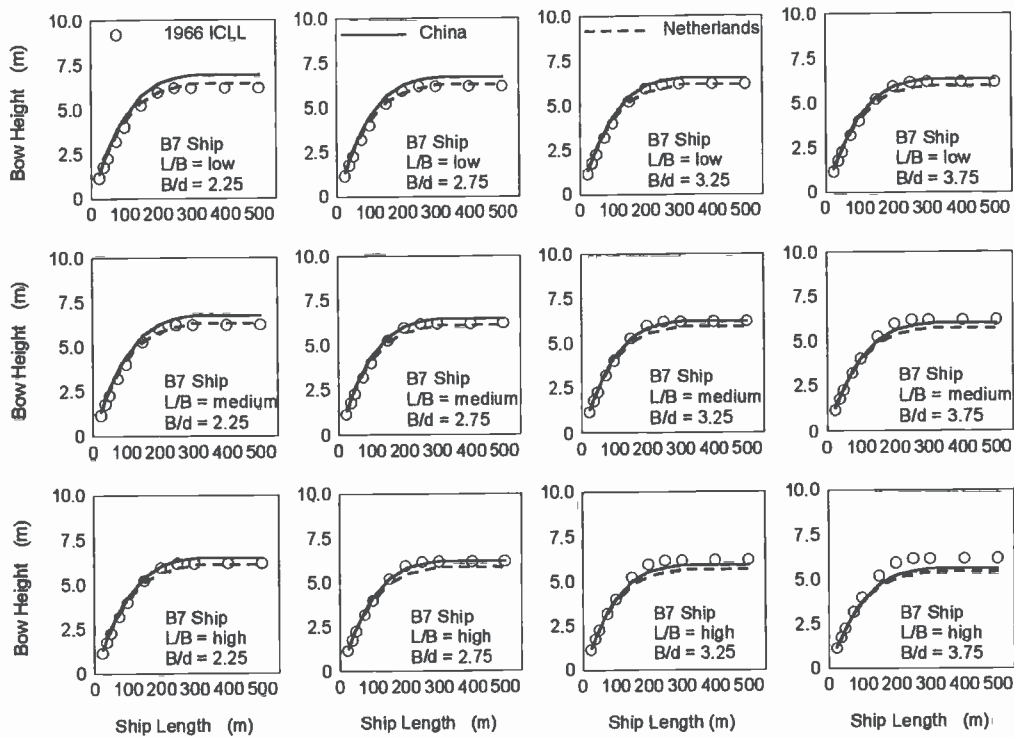 1966 ICLL
China
Netherlands
Bow Height (m)
10.0
7.5
5.0
2.5
0
B7 Ship
L/B = low
B/d = 2.25
0 100 200 300 400 500
10.0
7.5
5.0
2.5
0
B7 Ship
L/B = low
B/d = 2.75
0 100 200 300 400 500
10.0
7.5
5.0
2.5
0
B7 Ship
L/B = low
B/d = 3.25
0 100 200 300 400 500
10.0
7.5
5.0
2.5
0
B7 Ship
L/B = low
B/d = 3.75
0 100 200 300 400 500
Bow Height (m)
10.0
7.5
5.0
2.5
0
B7 Ship
L/B = medium
B/d = 2.25
0 100 200 300 400 500
10.0
7.5
5.0
2.5
0
B7 Ship
L/B = medium
B/d = 2.75
0 100 200 300 400 500
10.0
7.5
5.0
2.5
0
B7 Ship
L/B = medium
B/d = 3.25
0 100 200 300 400 500
10.0
7.5
5.0
2.5
0
B7 Ship
L/B = medium
B/d = 3.75
0 100 200 300 400 500
Bow Height (m)
10.0
7.5
5.0
2.5
0
B7 Ship
L/B = high
B/d = 2.25
0 100 200 300 400 500
Ship Length (m)
10.0
7.5
5.0
2.5
0
B7 Ship
L/B = high
B/d = 2.75
0 100 200 300 400 500
Ship Length (m)
10.0
7.5
5.0
2.5
0
B7 Ship
L/B = high
B/d = 3.25
0 100 200 300 400 500
Ship Length (m)
10.0
7.5
5.0
2.5
0
B7 Ship
L/B = high
B/d = 3.75
0 100 200 300 400 500
Ship Length (m)